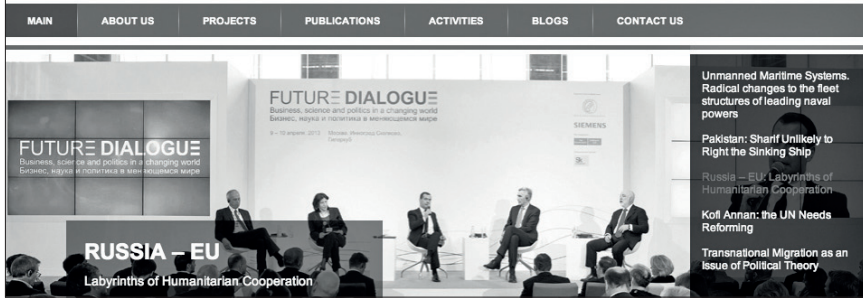 MAIN
ABOUT US
PROJECTS
PUBLICATIONS
ACTIVITIES
BLOGS
CONTACT US
FUTURE DIALOGUE
Business, science and politics in a changing world
Бизнес, наука и политика в меняющемся мире
SIEMENS
FUTURE DIALOGUE
Business, science and politics in a changing world
Бизнес, наука и политика в меняющемся мире
RUSSIA – EU
Labyrinths of Humanitarian Cooperation
Unmanned Maritime Systems.
Radical changes to the fleet
structures of leading naval
powers
Pakistan: Sharif Unlikely to
Right the Sinking Ship
Russia – EU: Labyrinths of
Humanitarian Cooperation
Kofi Annan: the UN Needs
Reforming
Transnational Migration as an
Issue of Political Theory